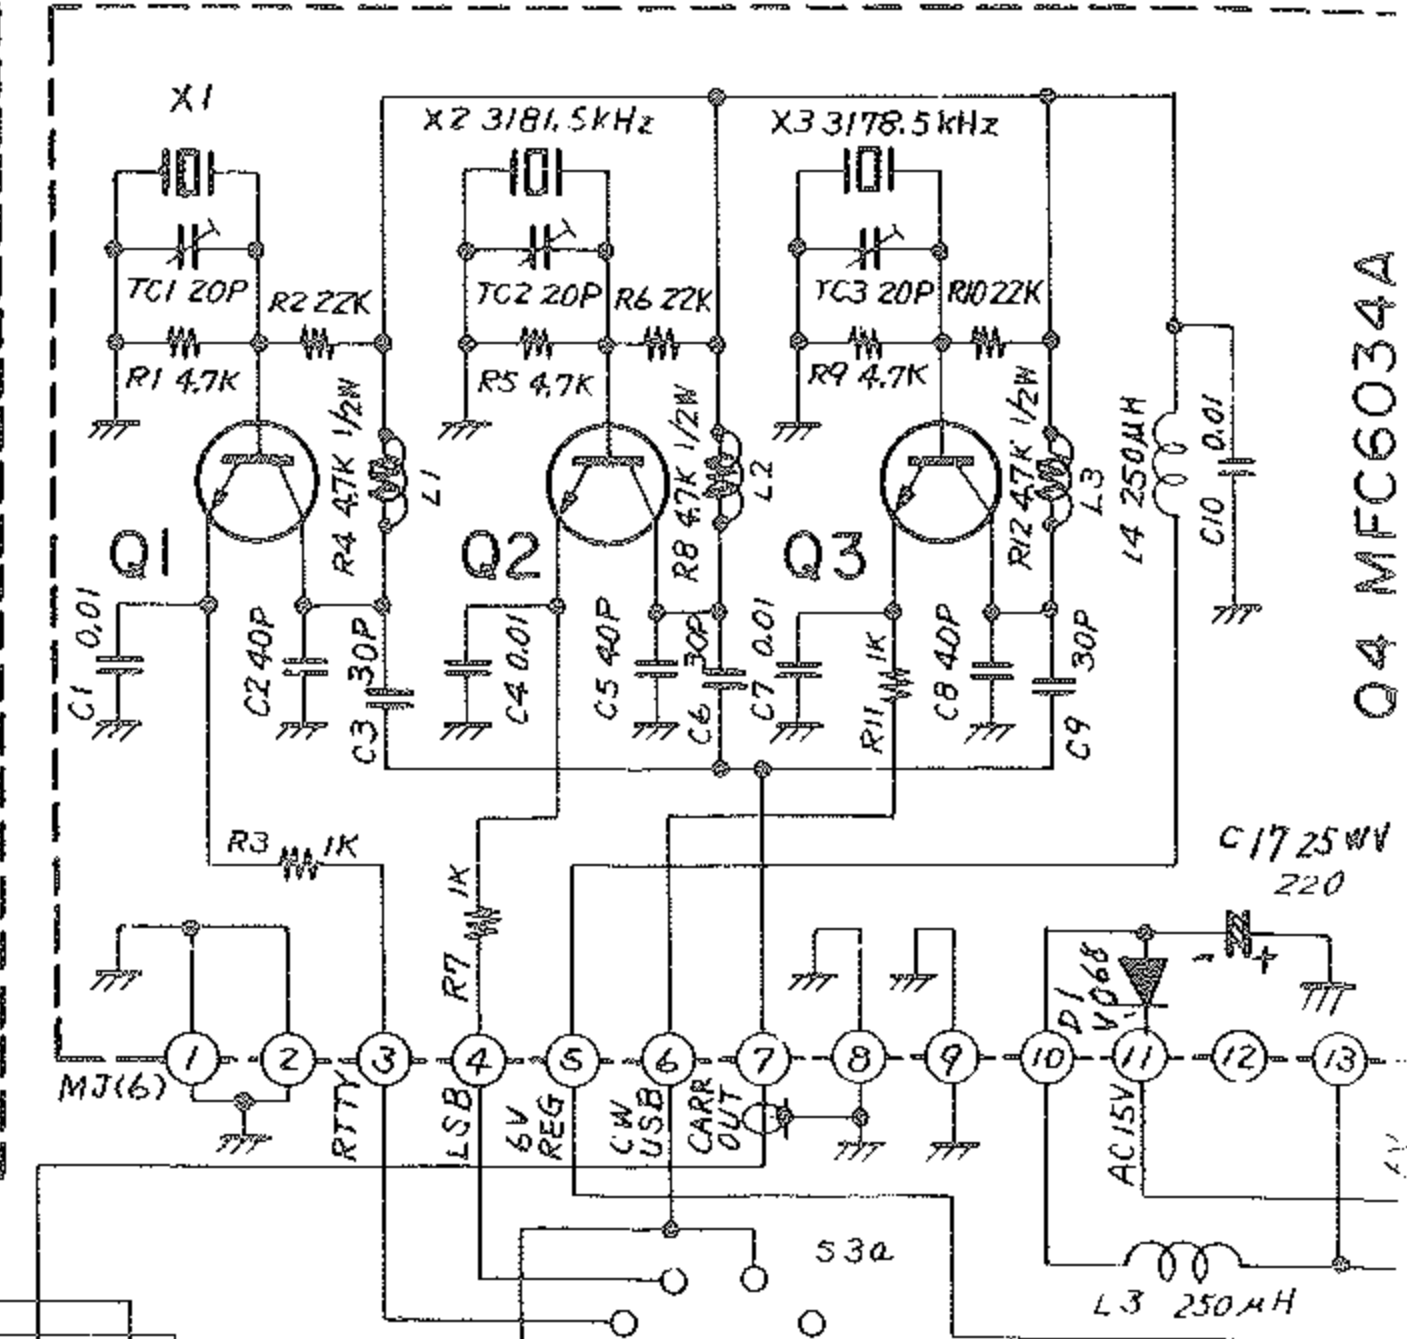 X1
X2 3181.5kHz
X3 3178.5kHz
TC1 20P
R2 22K
TC2 20P
R6 22K
TC3 20P
R10 22K
R1 4.7K
R5 4.7K
R9 4.7K
R4 4.7K 1/2W
L1
R8 4.7K 1/2W
L2
R12 4.7K 1/2W
L3
L4 250μH
C10 0.01
Q4 MFC6034A
Q1
Q2
Q3
C1 0.01
C2 40P
C3 30P
C4 0.01
C5 40P
C6 30P
C7 0.01
R11 1K
C8 40P
C9 30P
R3 1K
R7 1K
C17 25WV
220
- +
D1
V06B
1 2 3 4 5 6 7 8 9 10 11 12 13
MJ(6)
RTTY
LSB
6V
REG
CW
USB
CARR
OUT
AC15V
S3a
L3 250μH